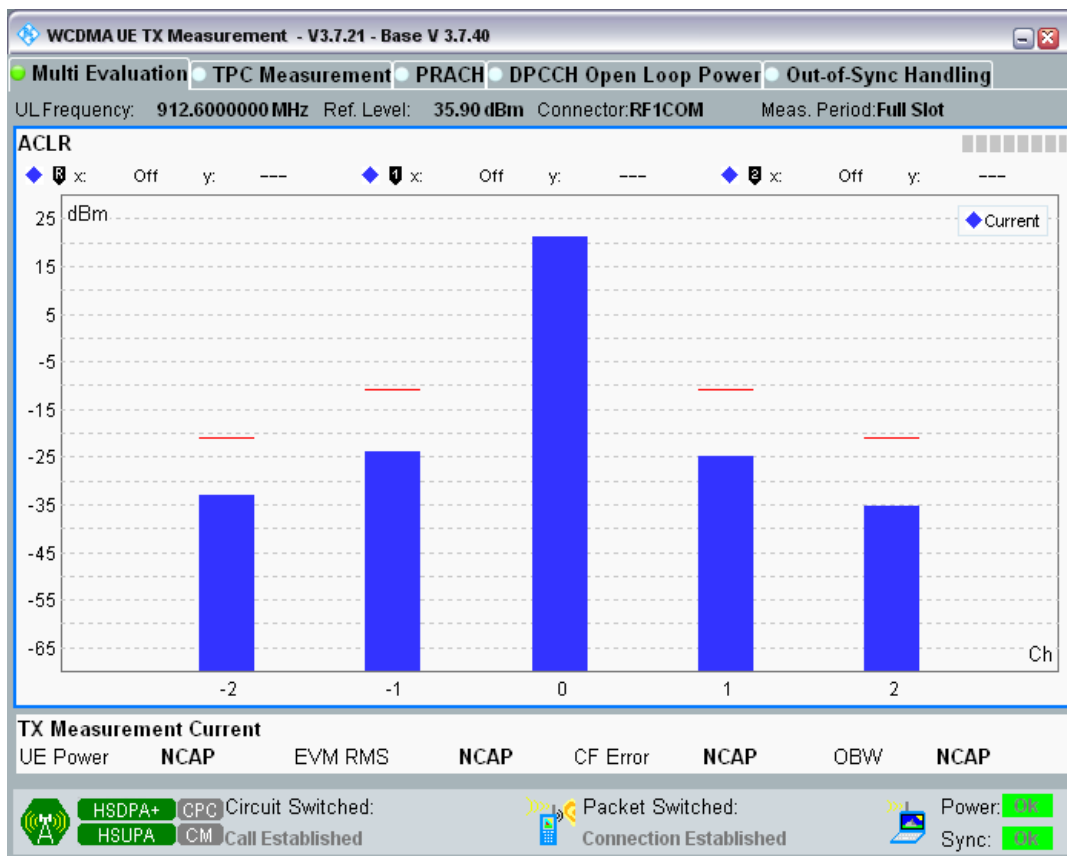 WCDMA UE TX Measurement - V3.7.21 - Base V 3.7.40
Multi Evaluation TPC Measurement PRACH DPCCH Open Loop Power Out-of-Sync Handling
UL Frequency: 912.6000000 MHz Ref. Level: 35.90 dBm Connector:RF1COM Meas. Period:Full Slot
ACLR
R x: Off y: --- 1 x: Off y: --- 2 x: Off y: ---
dBm
Current
25
15
5
-5
-15
-25
-35
-45
-55
-65
Ch
-2 -1 0 1 2
TX Measurement Current
UE Power NCAP EVM RMS NCAP CF Error NCAP OBW NCAP
HSDPA+ CPC Circuit Switched: Packet Switched: Power: Ok
HSUPA CM Call Established Connection Established Sync: Ok